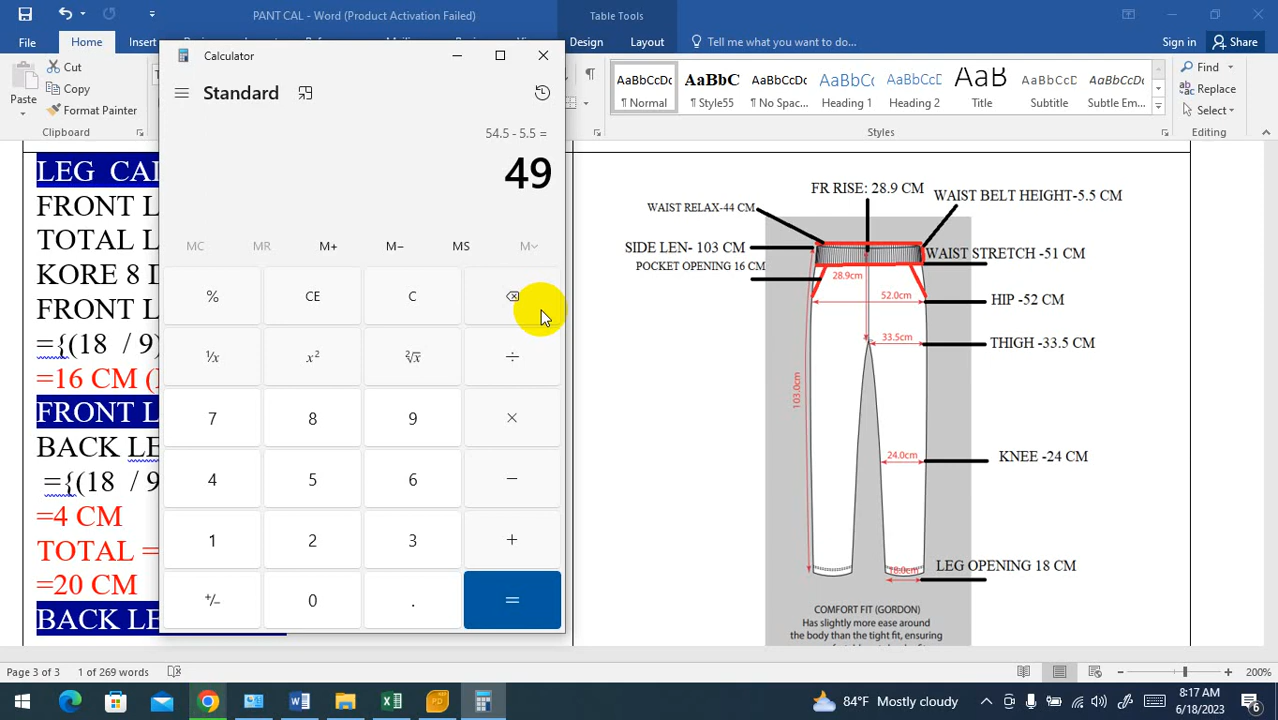 PANT CAL - Word (Product Activation Failed)
Table Tools
File
Home
Design
Layout
Tell me what you want to do...
Sign in
Share
Paste
Cut
Copy
Format Painter
Clipboard
AaBbCcDc
¶ Normal
AaBbC
¶ Style55
AaBbCcDc
¶ No Spac...
AaBbC
Heading 1
AaBbCcC
Heading 2
AaB
Title
AaBbCcD
Subtitle
AaBbCcDc
Subtle Em...
Styles
Find
Replace
Select
Editing
Calculator
Standard
54.5 - 5.5 =
49
MC
MR
M+
M−
MS
M
%
CE
C
⌫
¹/x
x²
²√x
÷
7
8
9
×
4
5
6
−
1
2
3
+
+/−
0
.
=
LEG CAL
FRONT L
TOTAL L
KORE 8 D
FRONT L
={(18 / 9)
=16 CM (
FRONT L
BACK LE
={(18 / 9
=4 CM
TOTAL =
=20 CM
BACK LE
FR RISE: 28.9 CM
WAIST BELT HEIGHT-5.5 CM
WAIST RELAX-44 CM
SIDE LEN- 103 CM
WAIST STRETCH -51 CM
POCKET OPENING 16 CM
28.9cm
52.0cm
HIP -52 CM
33.5cm
THIGH -33.5 CM
103.0cm
24.0cm
KNEE -24 CM
18.0cm
LEG OPENING 18 CM
COMFORT FIT (GORDON)
Has slightly more ease around
the body than the tight fit, ensuring
Page 3 of 3
1 of 269 words
200%
84°F Mostly cloudy
8:17 AM
6/18/2023
6